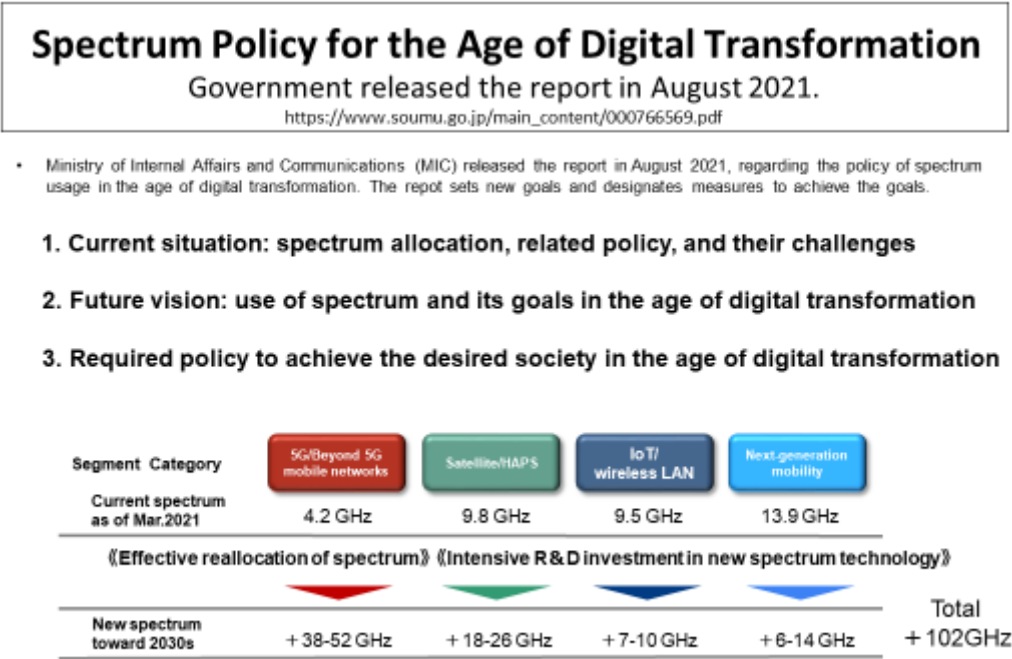 Spectrum Policy for the Age of Digital Transformation
Government released the report in August 2021.
https://www.soumu.go.jp/main_content/000766569.pdf
• Ministry of Internal Affairs and Communications (MIC) released the report in August 2021, regarding the policy of spectrum
usage in the age of digital transformation. The repot sets new goals and designates measures to achieve the goals.
1. Current situation: spectrum allocation, related policy, and their challenges
2. Future vision: use of spectrum and its goals in the age of digital transformation
3. Required policy to achieve the desired society in the age of digital transformation
Segment Category
5G/Beyond 5G
mobile networks
Satellite/HAPS
IoT/
wireless LAN
Next-generation
mobility
Current spectrum
as of Mar.2021
4.2 GHz 9.8 GHz 9.5 GHz 13.9 GHz
《Effective reallocation of spectrum》《Intensive R&D investment in new spectrum technology》
New spectrum
toward 2030s
+38-52 GHz +18-26 GHz +7-10 GHz +6-14 GHz
Total
+102GHz